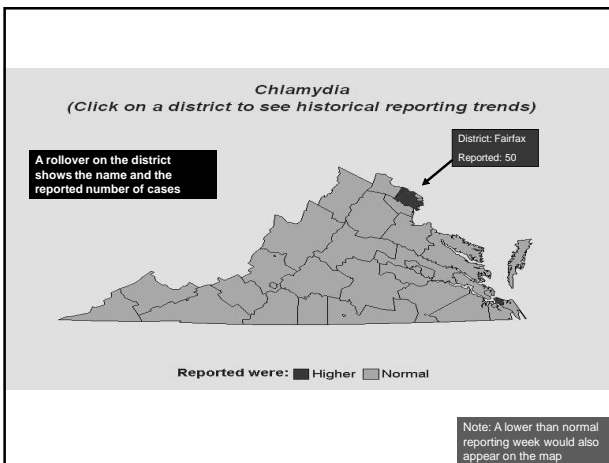 Chlamydia
(Click on a district to see historical reporting trends)
A rollover on the district
shows the name and the
reported number of cases
District: Fairfax
Reported: 50
Reported were: Higher Normal
Note: A lower than normal
reporting week would also
appear on the map